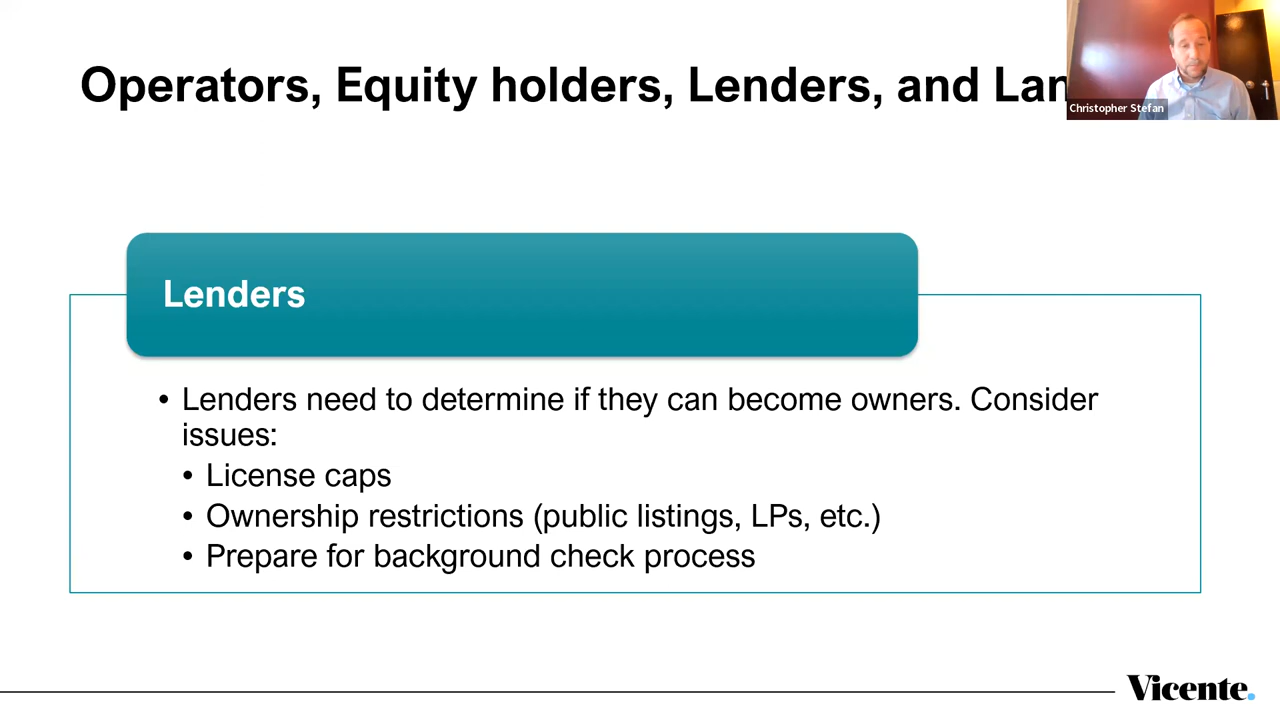 Operators, Equity holders, Lenders, and Lan
Christopher Stefan
Lenders
• Lenders need to determine if they can become owners. Consider
issues:
• License caps
• Ownership restrictions (public listings, LPs, etc.)
• Prepare for background check process
Vicente.